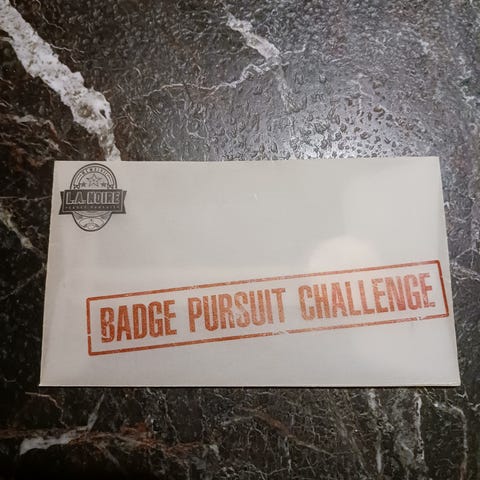 L.A. NOIRE
BADGE PURSUIT CHALLENGE